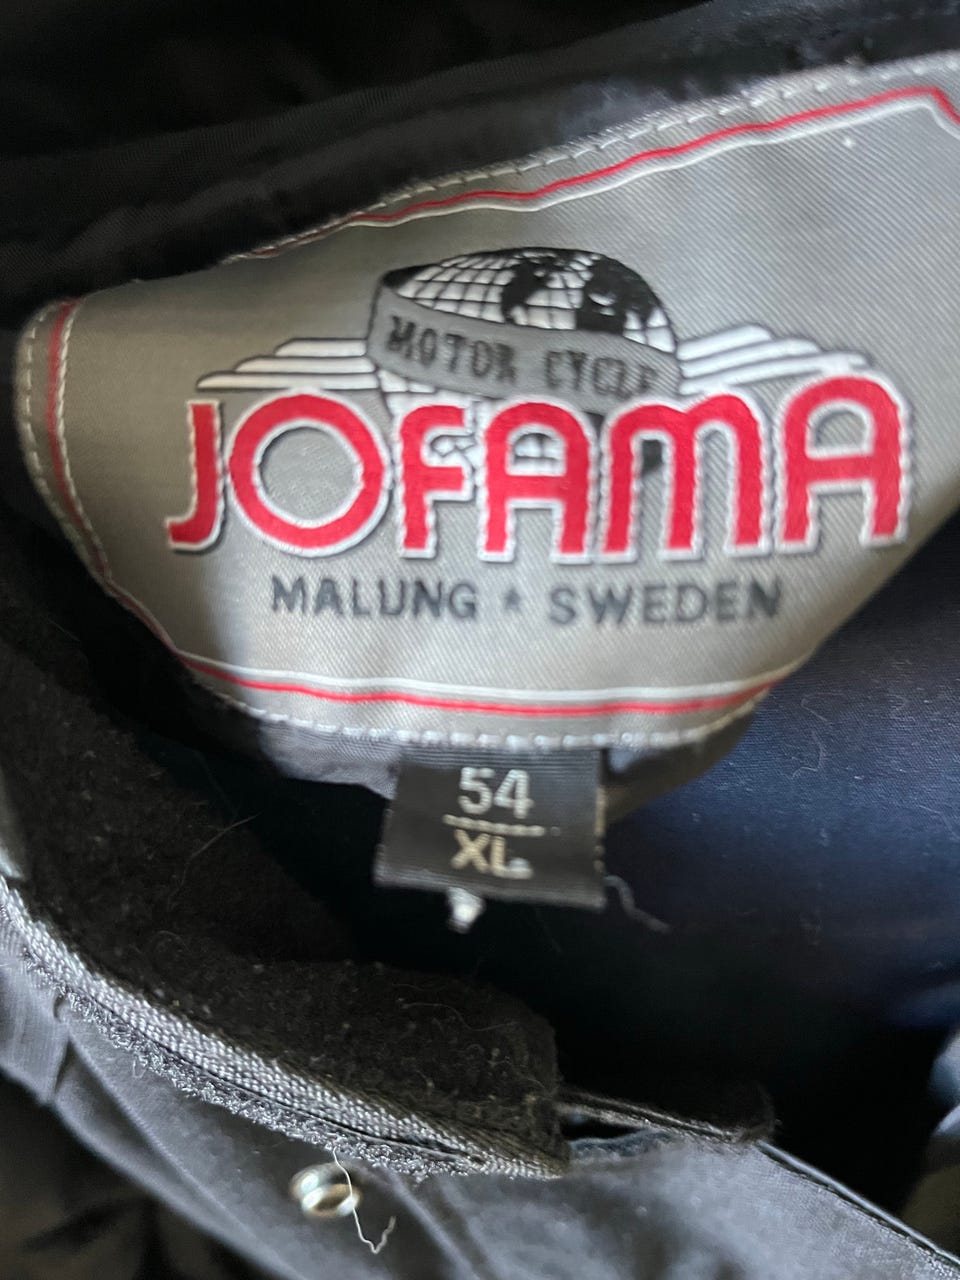 MOTOR CYCLE
JOFAMA
MALUNG * SWEDEN
54
XL